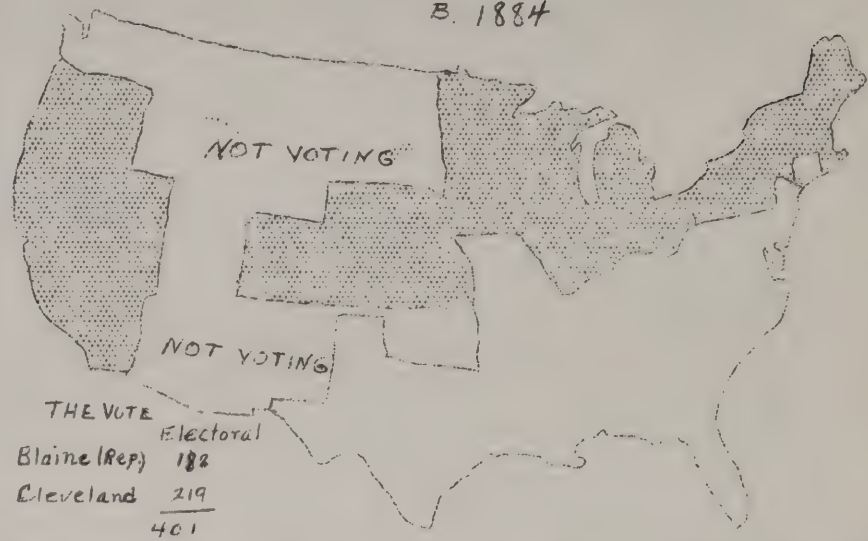 B. 1884
NOT VOTING
NOT VOTING
THE VOTE
Electoral
Blaine (Rep.) 182
Cleveland 219
401